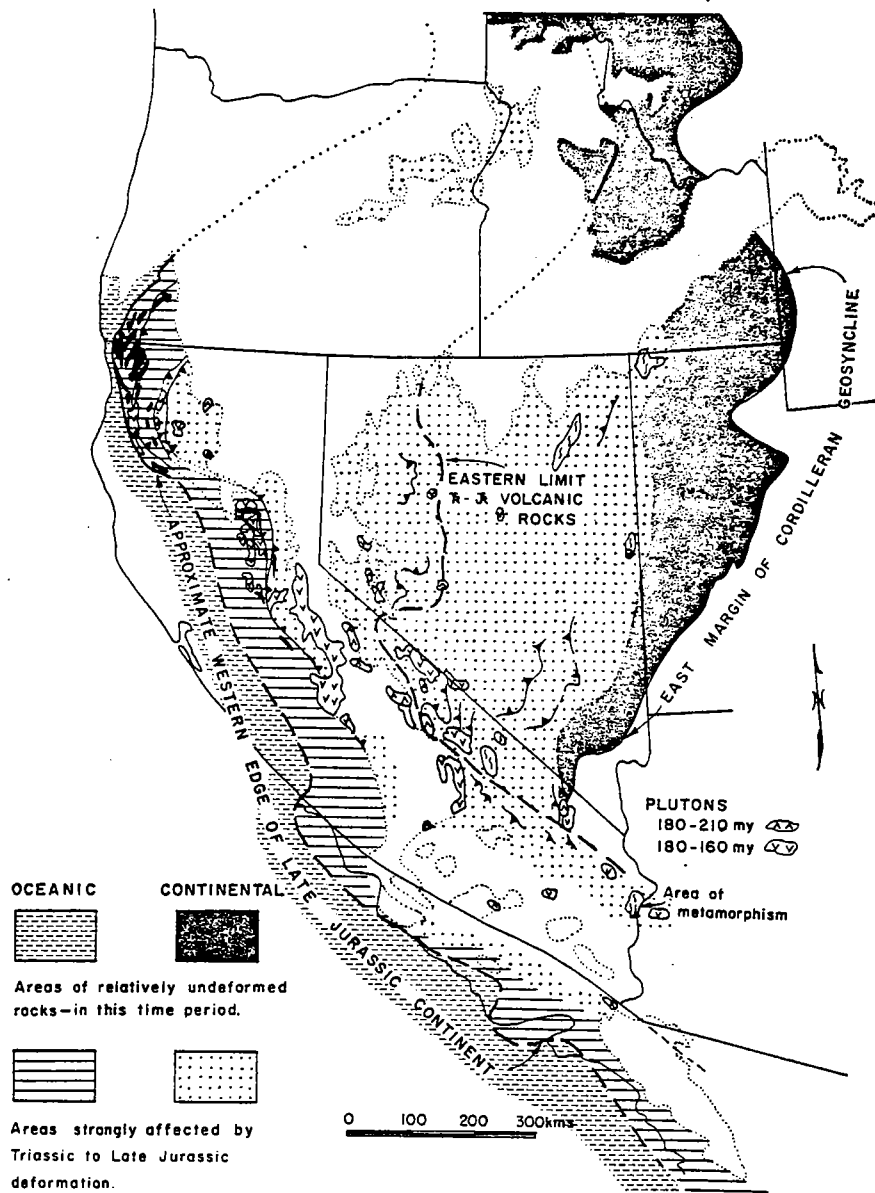 GEOSYNCLINE
EASTERN LIMIT
Ꭲ-J VOLCANIC
ROCKS
APPROXIMATE WESTERN EDGE OF LATE JURASSIC CONTINENT
EAST MARGIN OF CORDILLERAN
N
PLUTONS
180-210 my
180-160 my
Area of
metamorphism
OCEANIC CONTINENTAL
Areas of relatively undeformed
rocks—in this time period.
Areas strongly affected by
Triassic to Late Jurassic
deformation.
0 100 200 300kms